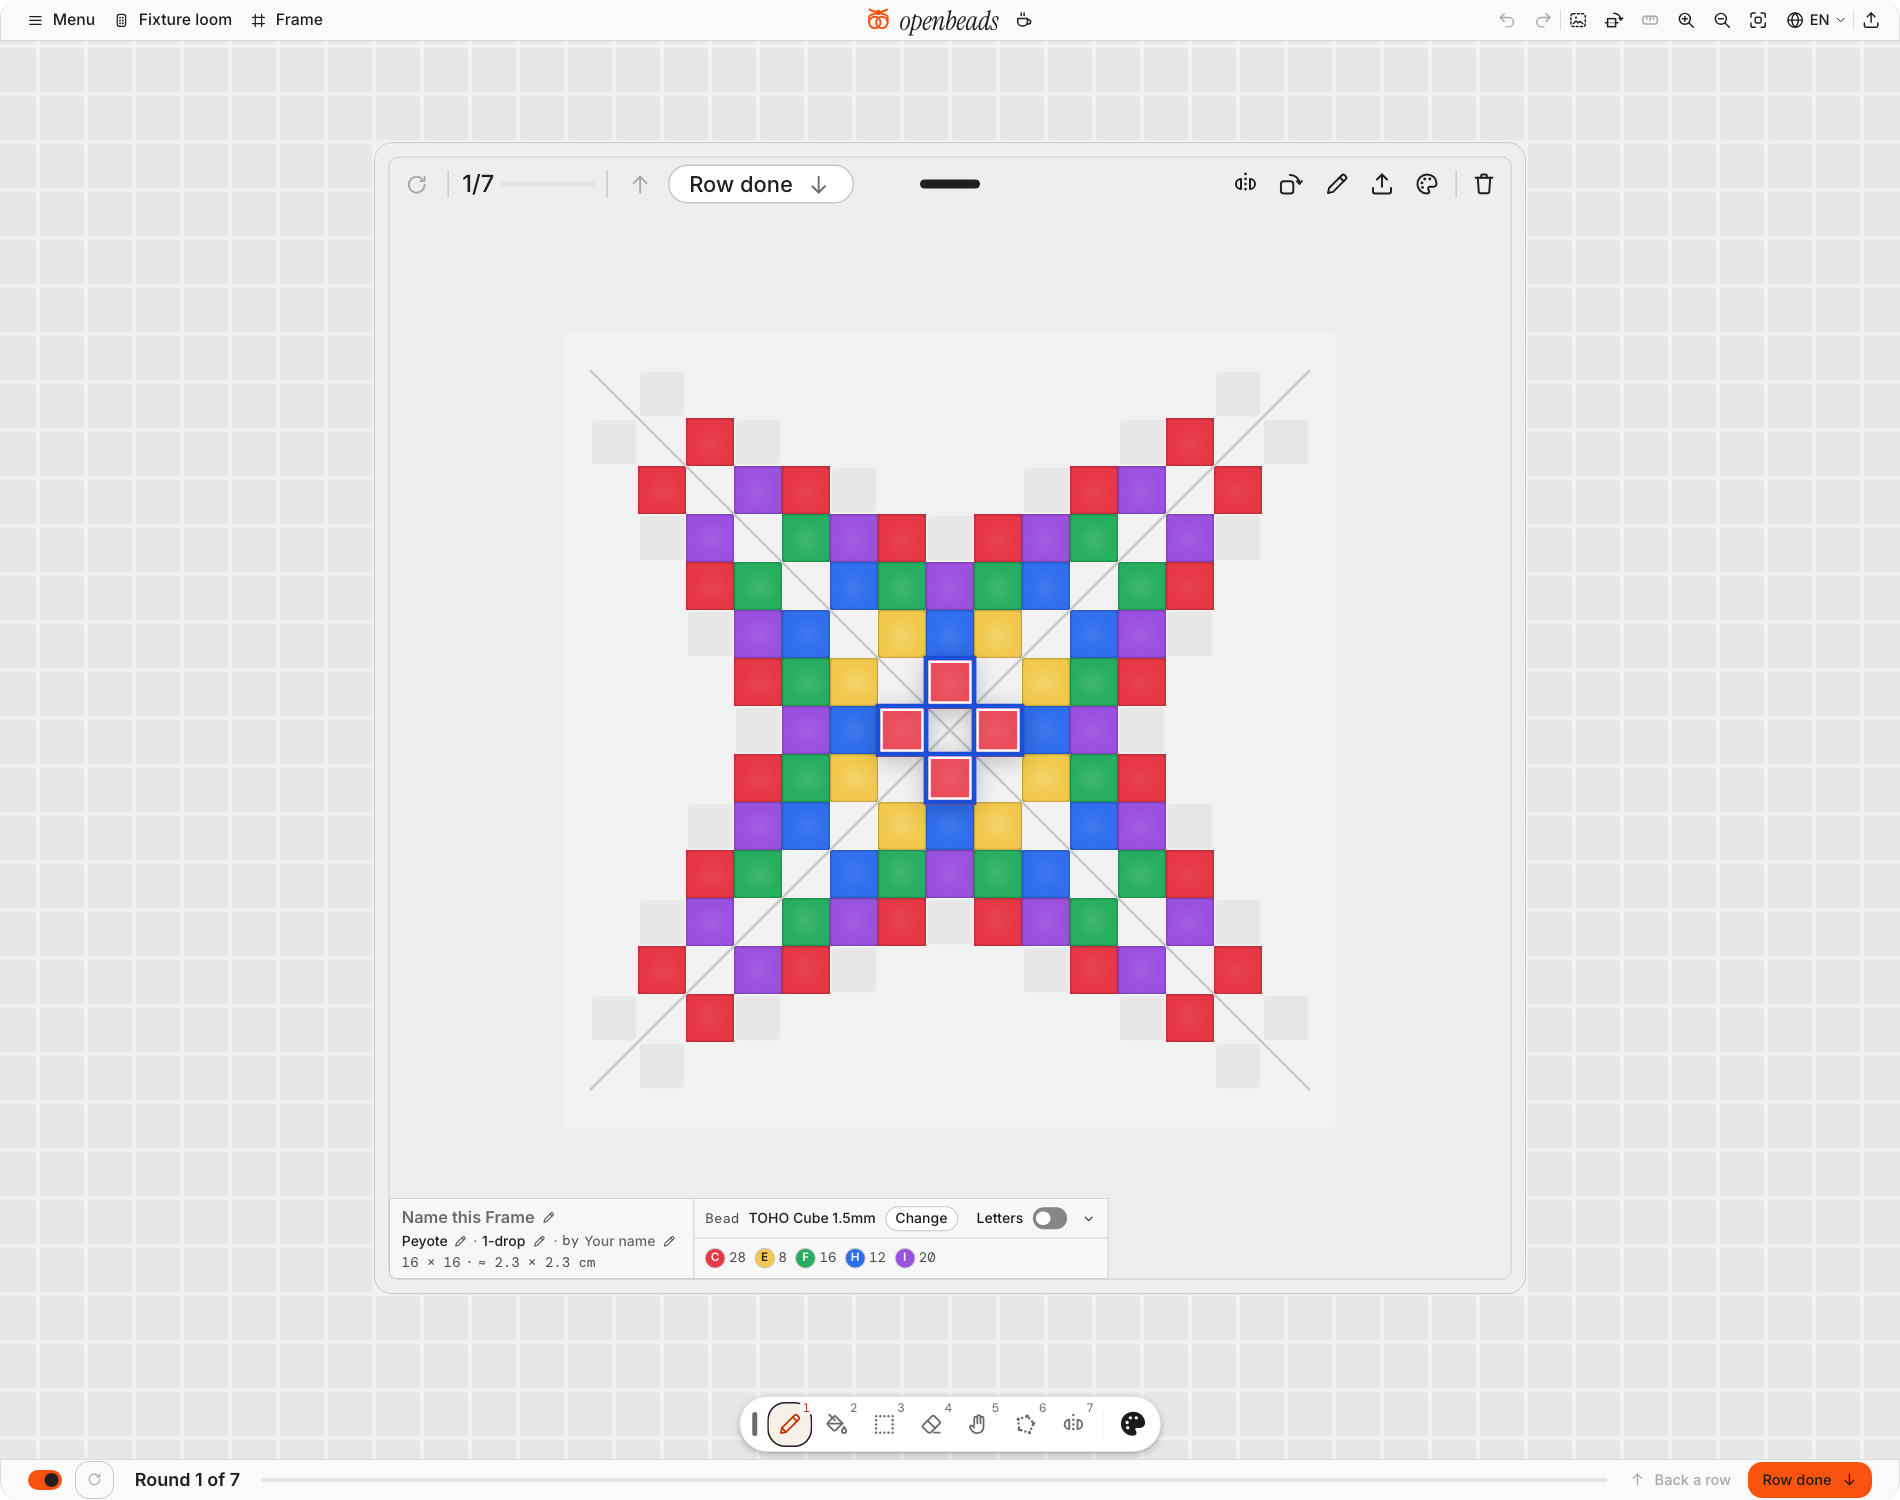 Menu Fixture loom Frame openbeads EN
1/7 Row done
Name this Frame
Peyote · 1-drop · by Your name
16 × 16 · ≈ 2.3 × 2.3 cm
Bead TOHO Cube 1.5mm Change Letters
C 28 E 8 F 16 H 12 I 20
1 2 3 4 5 6 7
Round 1 of 7 Back a row Row done